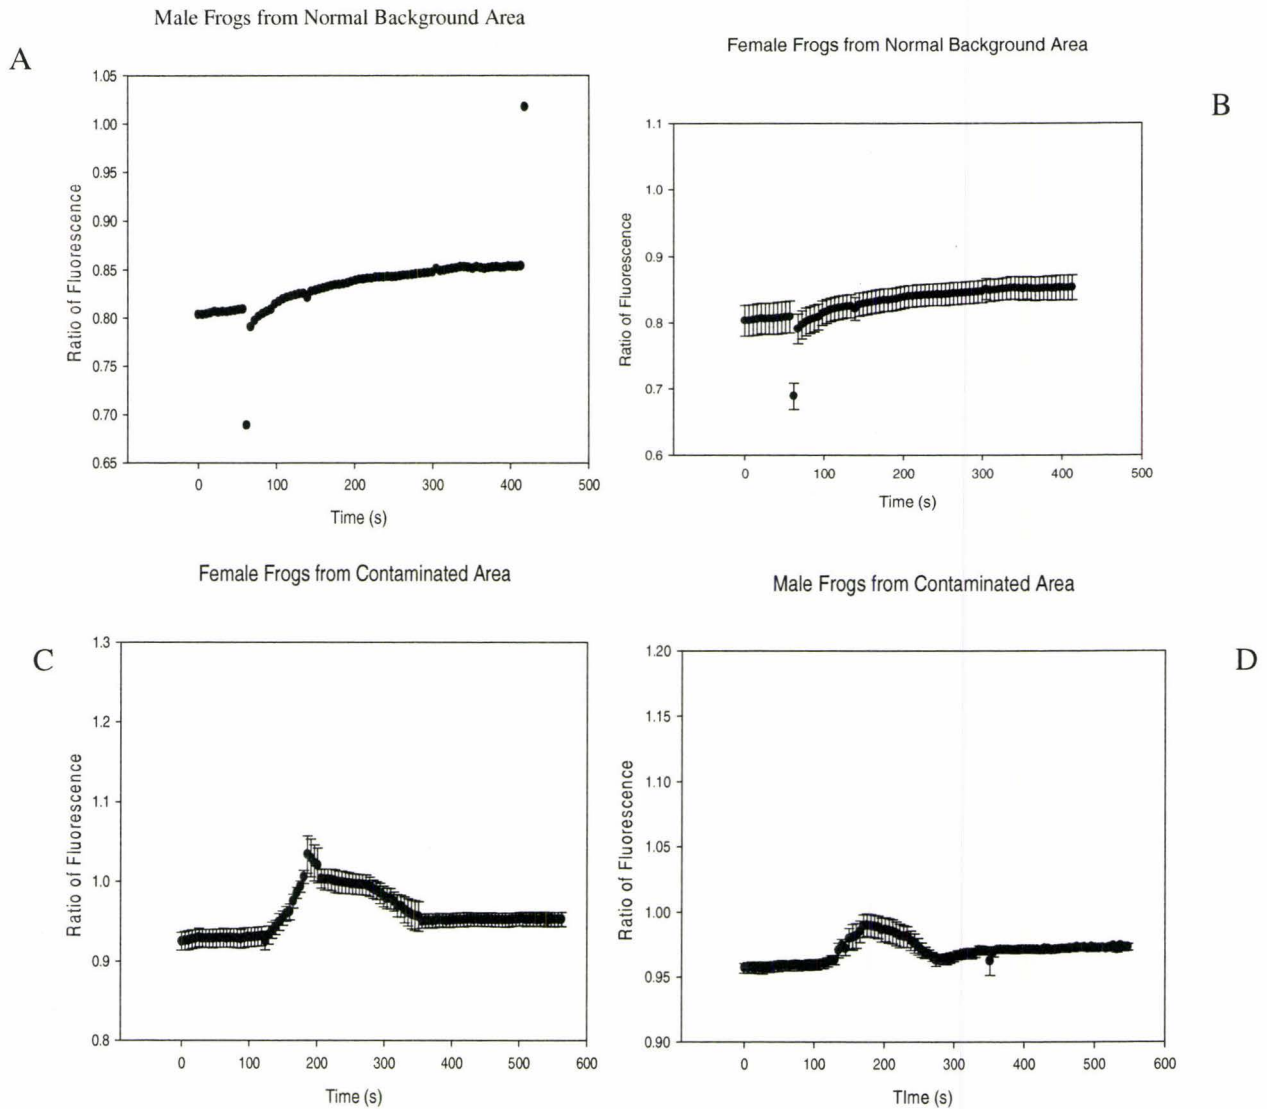 Male Frogs from Normal Background Area
A
1.05
1.00
0.95
0.90
0.85
0.80
0.75
0.70
0.65
Ratio of Fluorescence
0 100 200 300 400 500
Time (s)
Female Frogs from Normal Background Area
B
1.1
1.0
0.9
0.8
0.7
0.6
Ratio of Fluorescence
0 100 200 300 400 500
Time (s)
Female Frogs from Contaminated Area
C
1.3
1.2
1.1
1.0
0.9
0.8
Ratio of Fluorescence
0 100 200 300 400 500 600
Time (s)
Male Frogs from Contaminated Area
D
1.20
1.15
1.10
1.05
1.00
0.95
0.90
Ratio of Fluorescence
0 100 200 300 400 500 600
TIme (s)